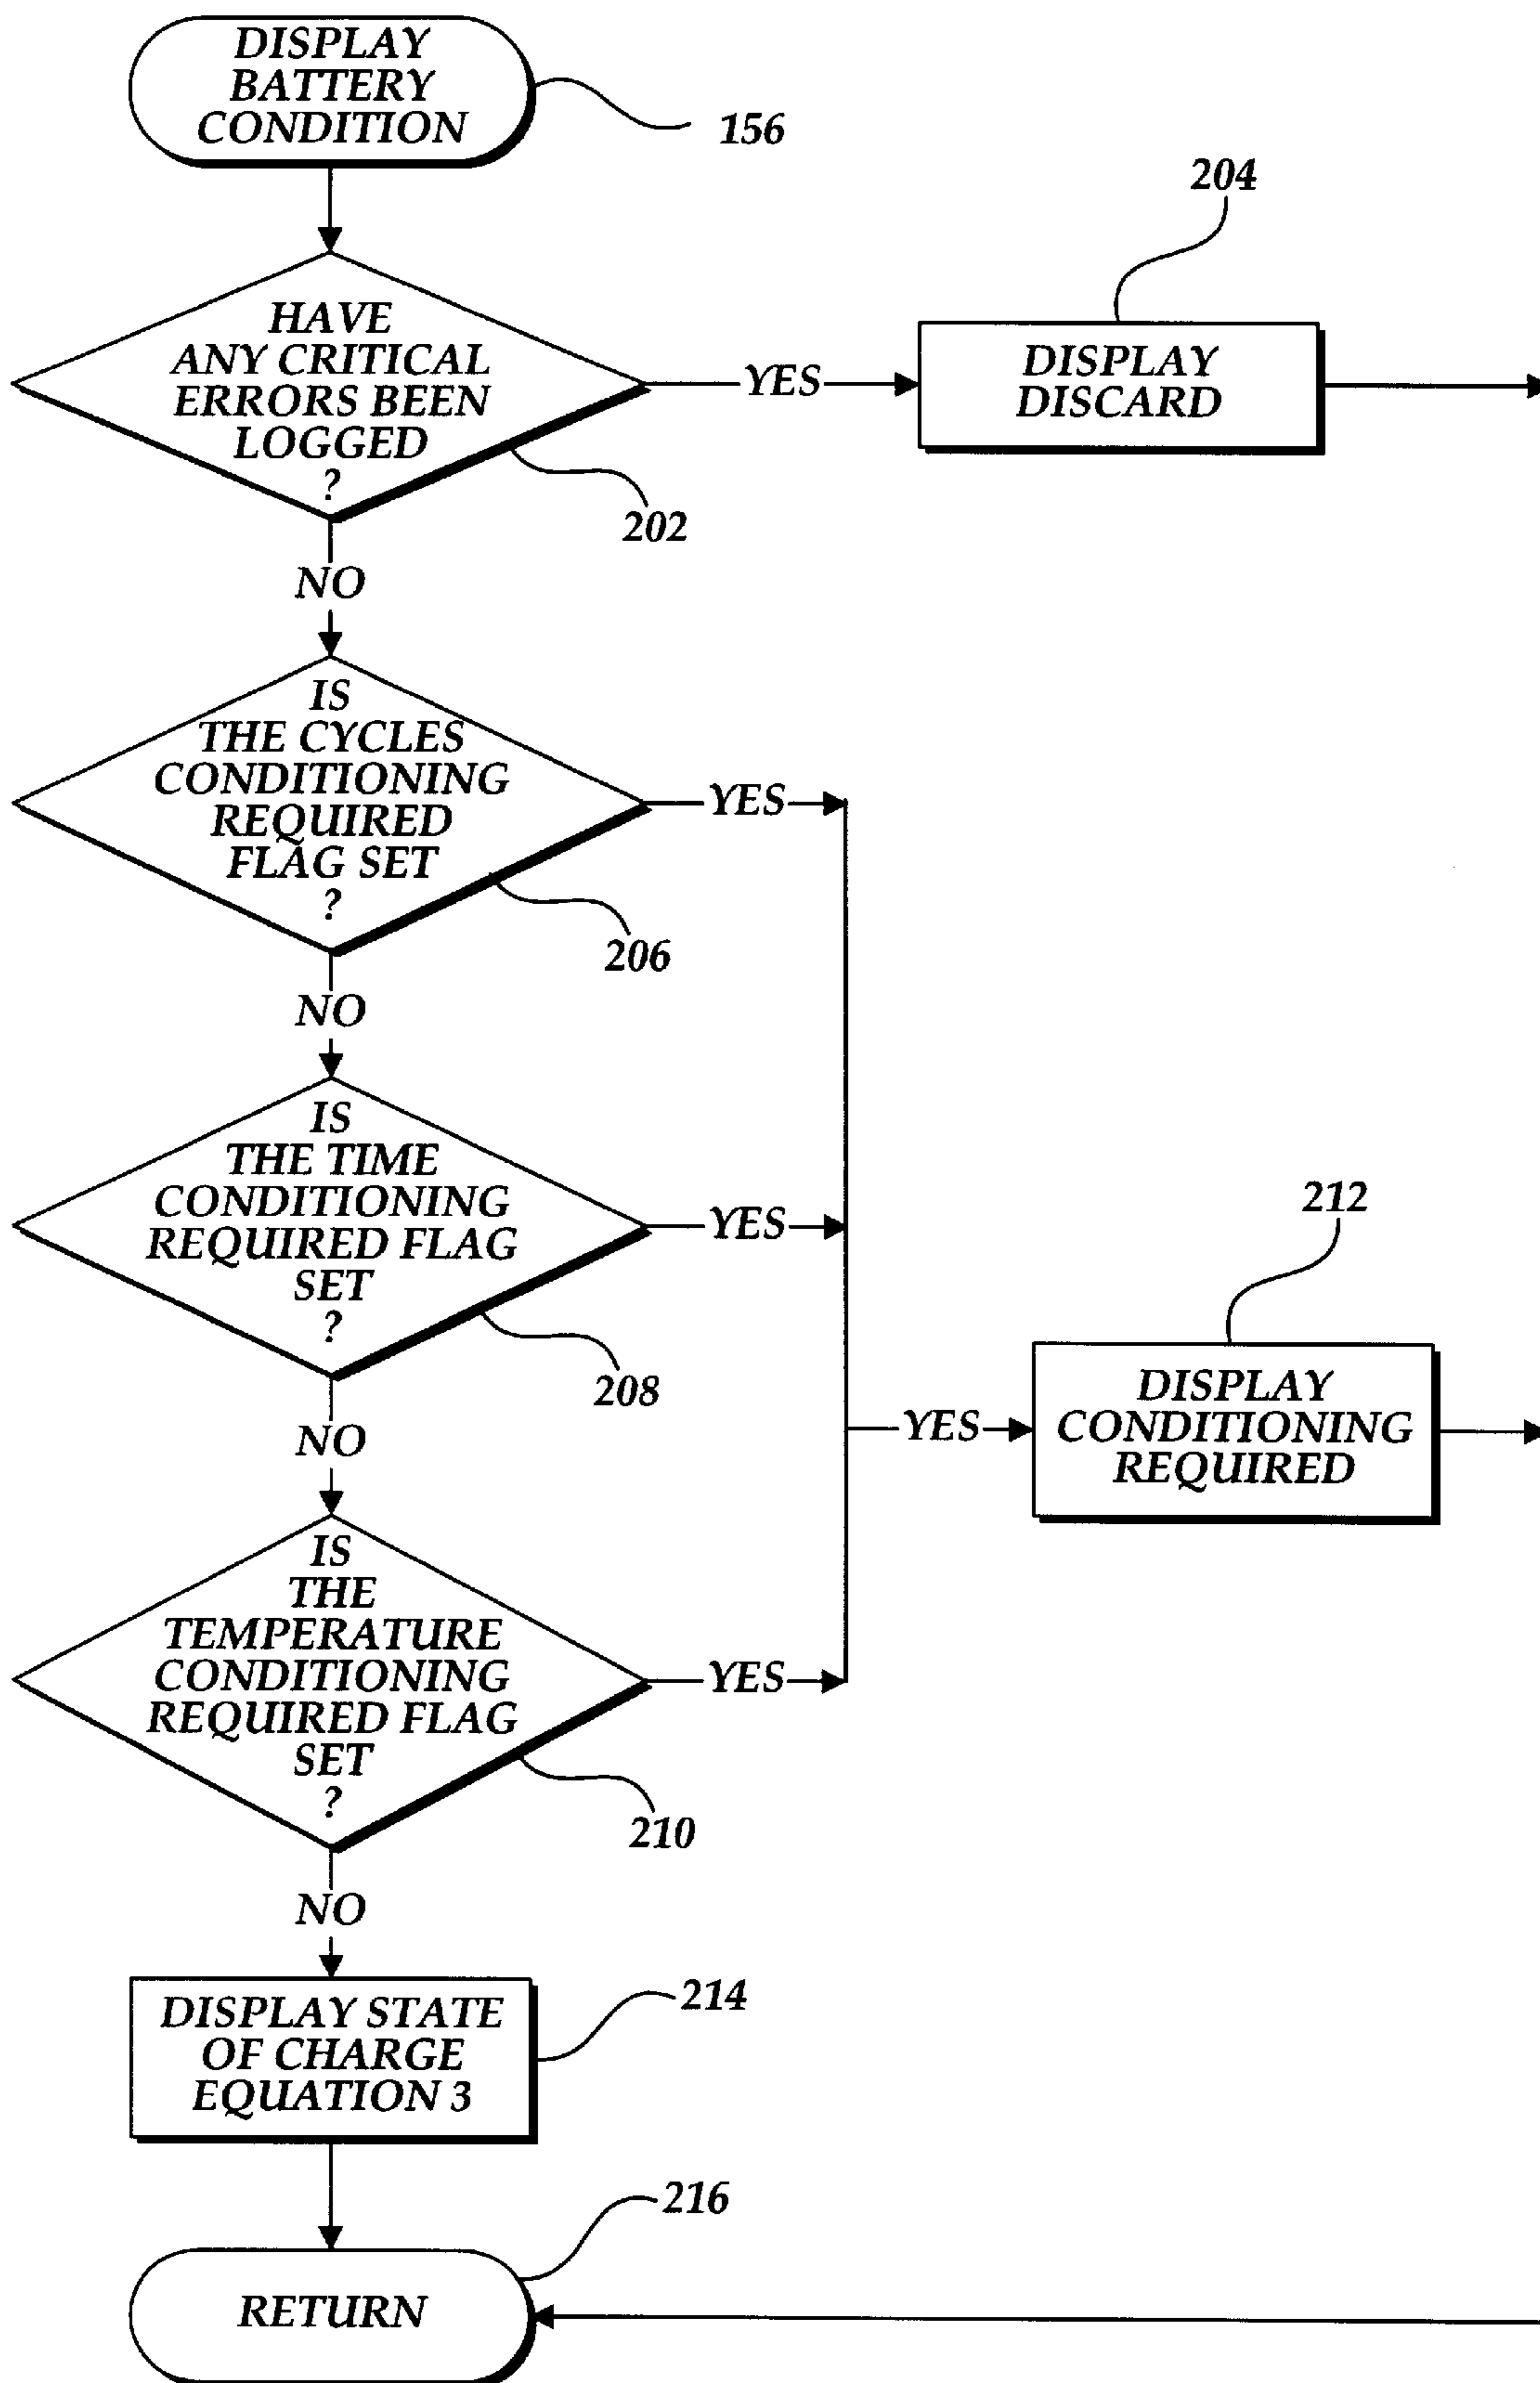 DISPLAY
BATTERY
CONDITION
156
204
HAVE
ANY CRITICAL
ERRORS BEEN
LOGGED
?
YES
DISPLAY
DISCARD
202
NO
IS
THE CYCLES
CONDITIONING
REQUIRED
FLAG SET
?
YES
206
NO
IS
THE TIME
CONDITIONING
REQUIRED FLAG
SET
?
YES
208
212
YES
DISPLAY
CONDITIONING
REQUIRED
NO
IS
THE
TEMPERATURE
CONDITIONING
REQUIRED FLAG
SET
?
YES
210
NO
DISPLAY STATE
OF CHARGE
EQUATION 3
214
216
RETURN